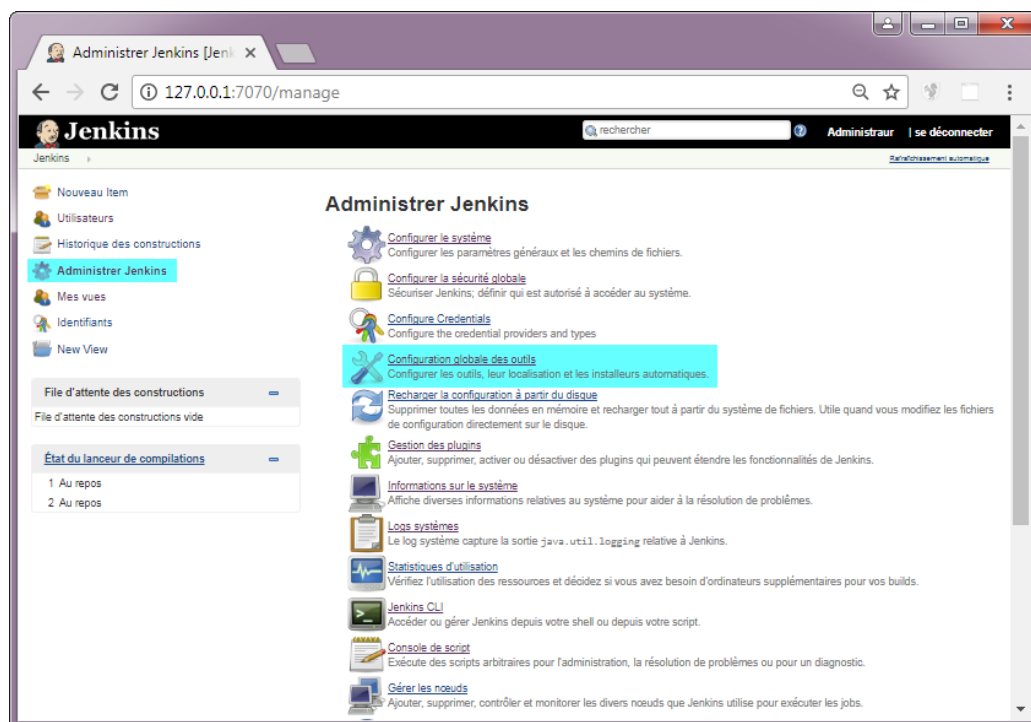 Administrer Jenkins [Jenk
127.0.0.1:7070/manage
Jenkins
rechercher
Administraur
| se déconnecter
Jenkins
Rafraîchissement automatique
Nouveau Item
Utilisateurs
Historique des constructions
Administrer Jenkins
Mes vues
Identifiants
New View
File d'attente des constructions
File d'attente des constructions vide
État du lanceur de compilations
1 Au repos
2 Au repos
Administrer Jenkins
Configurer le système
Configurer les paramètres généraux et les chemins de fichiers.
Configurer la sécurité globale
Sécuriser Jenkins; définir qui est autorisé à accéder au système.
Configure Credentials
Configure the credential providers and types
Configuration globale des outils
Configurer les outils, leur localisation et les installeurs automatiques.
Recharger la configuration à partir du disque
Supprimer toutes les données en mémoire et recharger tout à partir du système de fichiers. Utile quand vous modifiez les fichiers
de configuration directement sur le disque.
Gestion des plugins
Ajouter, supprimer, activer ou désactiver des plugins qui peuvent étendre les fonctionnalités de Jenkins.
Informations sur le système
Affiche diverses informations relatives au système pour aider à la résolution de problèmes.
Logs systèmes
Le log système capture la sortie java.util.logging relative à Jenkins.
Statistiques d'utilisation
Vérifiez l'utilisation des ressources et décidez si vous avez besoin d'ordinateurs supplémentaires pour vos builds.
Jenkins CLI
Accéder ou gérer Jenkins depuis votre shell ou depuis votre script.
Console de script
Exécute des scripts arbitraires pour l'administration, la résolution de problèmes ou pour un diagnostic.
Gérer les nœuds
Ajouter, supprimer, contrôler et monitorer les divers nœuds que Jenkins utilise pour exécuter les jobs.